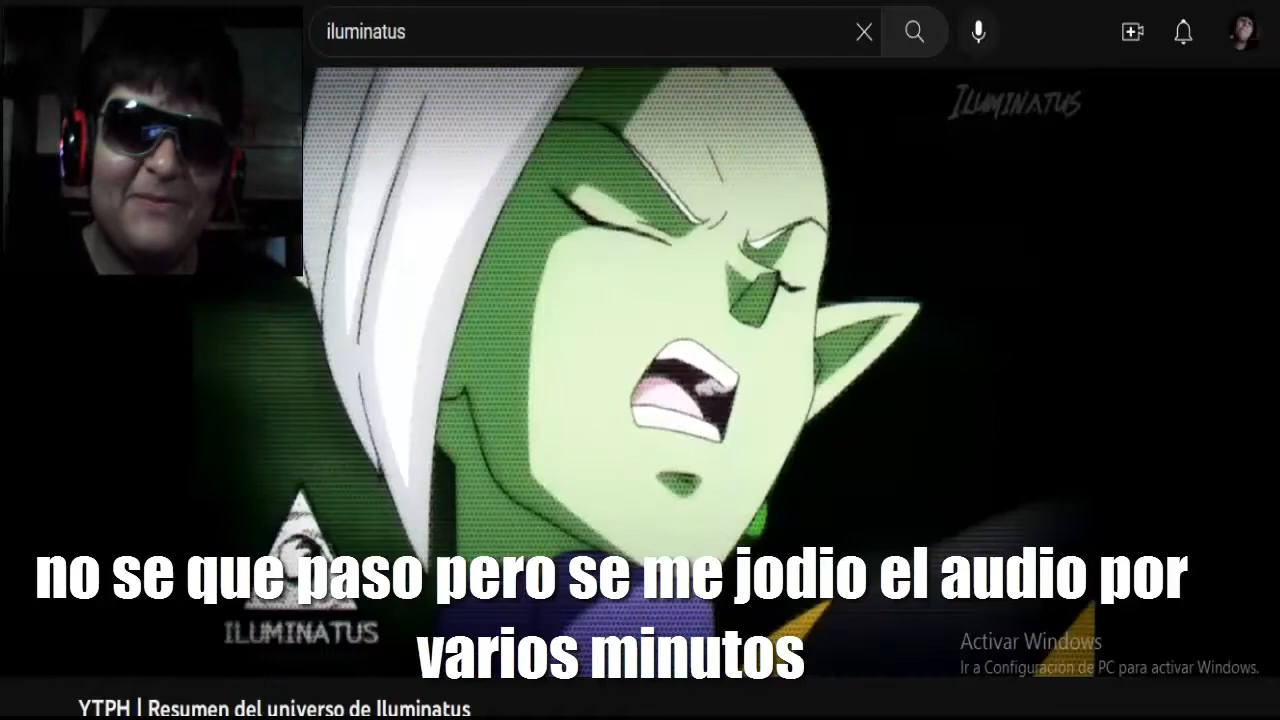 iluminatus
ILUMINATUS
no se que paso pero se me jodio el audio por
varios minutos
ILUMINATUS
Activar Windows
Ir a Configuración de PC para activar Windows.
YTPH | Resumen del universo de Iluminatus